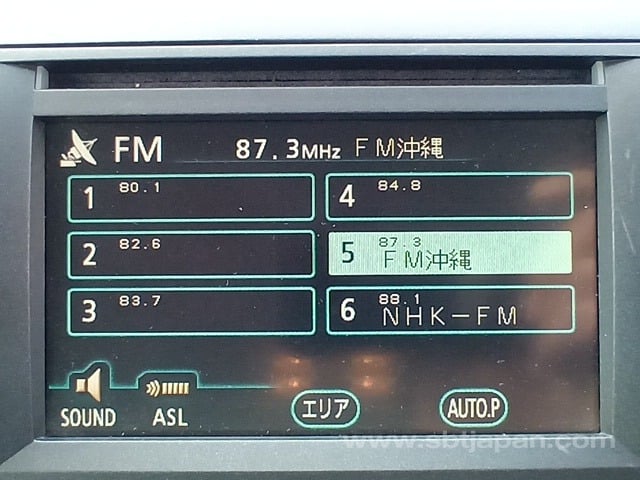 FM 87.3MHz FM沖縄
1 80.1
4 84.8
2 82.6
5 87.3
FM沖縄
3 83.7
6 88.1
NHK-FM
SOUND ASL エリア AUTO.P
www.sbtjapan.com